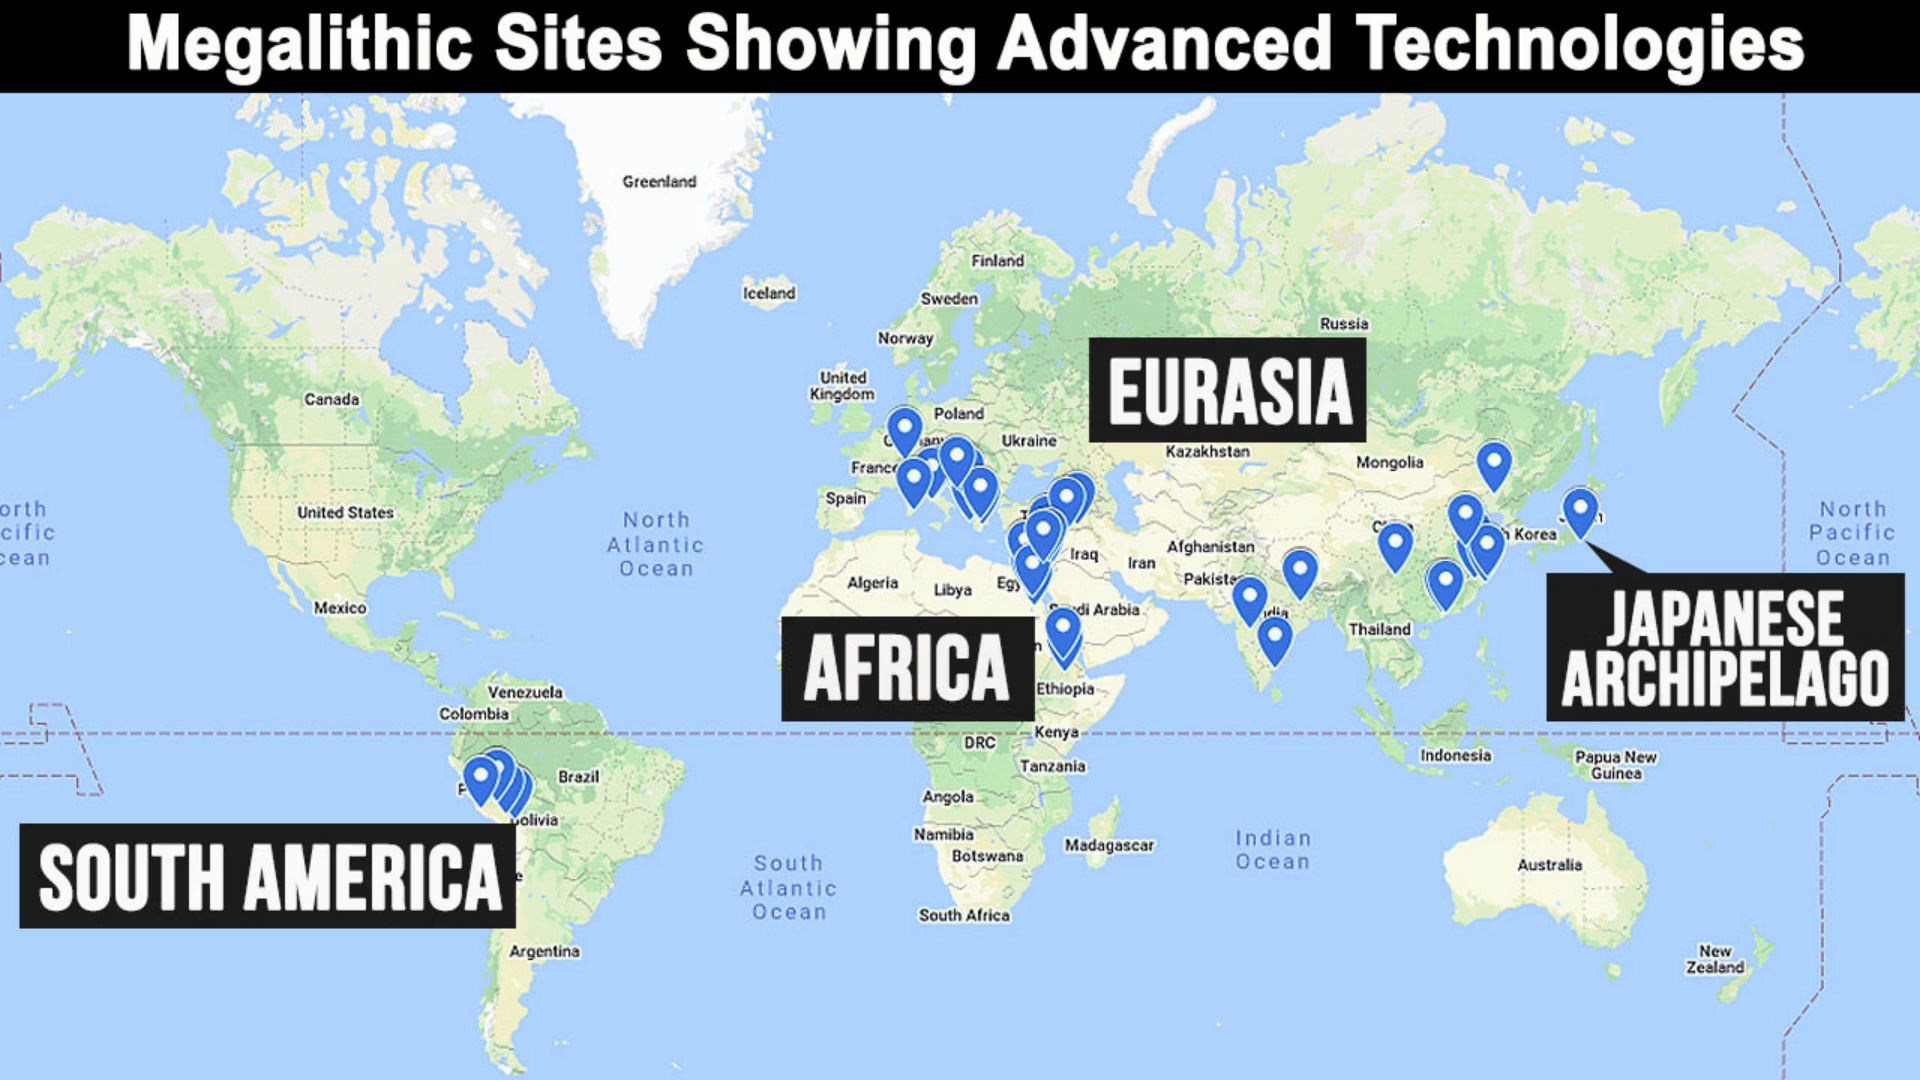 Megalithic Sites Showing Advanced Technologies
Greenland
Finland
Iceland
Sweden
Russia
Norway
EURASIA
United
Kingdom
Canada
Poland
Ukraine
Kazakhstan
Mongolia
France
Spain
United States
North
Atlantic
Ocean
North
Pacific
Ocean
Korea
Afghanistan
Iraq
Iran
Algeria
Libya
Mexico
Saudi Arabia
Thailand
JAPANESE
ARCHIPELAGO
AFRICA
Ethiopia
Venezuela
Colombia
Kenya
DRC
Tanzania
Indonesia
Papua New
Guinea
Brazil
Angola
Bolivia
Namibia
Madagascar
Botswana
Indian
Ocean
South
Atlantic
Ocean
Australia
SOUTH AMERICA
South Africa
Argentina
New
Zealand